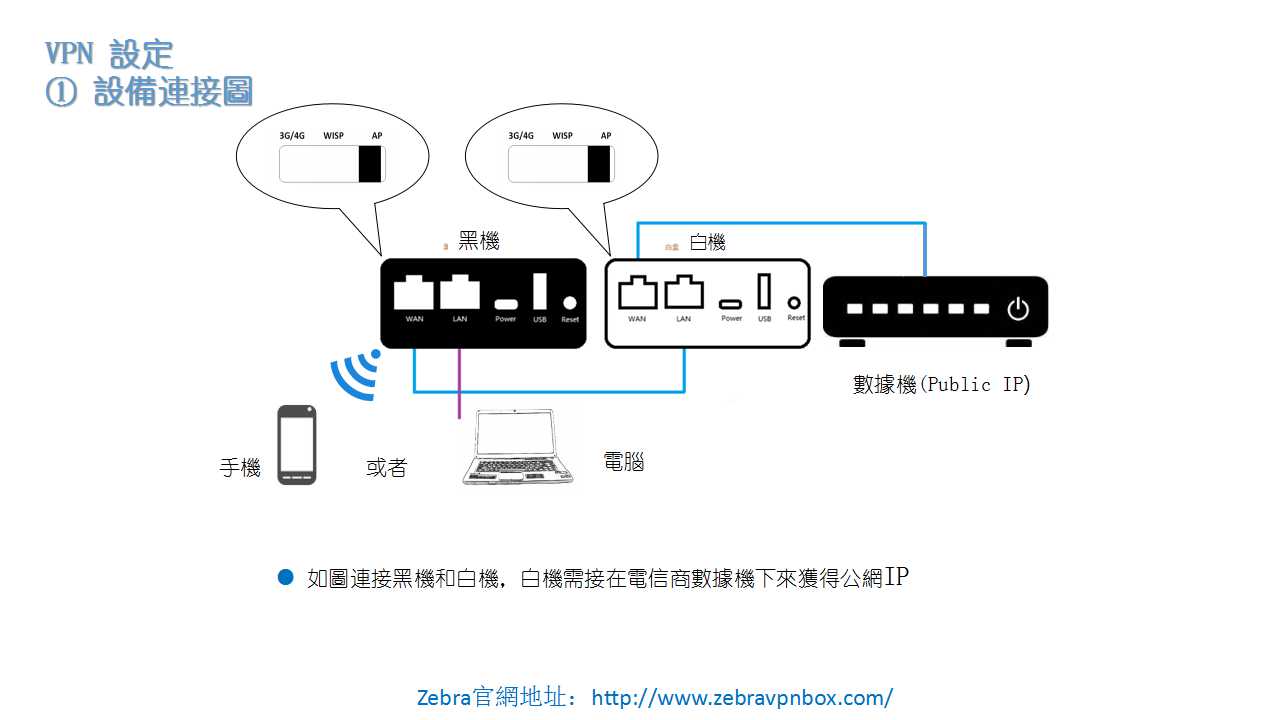 VPN 設定
① 設備連接圖
3G/4G WISP AP
3G/4G WISP AP
黑機
白盒 白機
WAN LAN Power USB Reset
WAN LAN Power USB Reset
數據機(Public IP)
手機
或者
電腦
如圖連接黑機和白機，白機需接在電信商數據機下來獲得公網IP
Zebra官網地址：http://www.zebravpnbox.com/